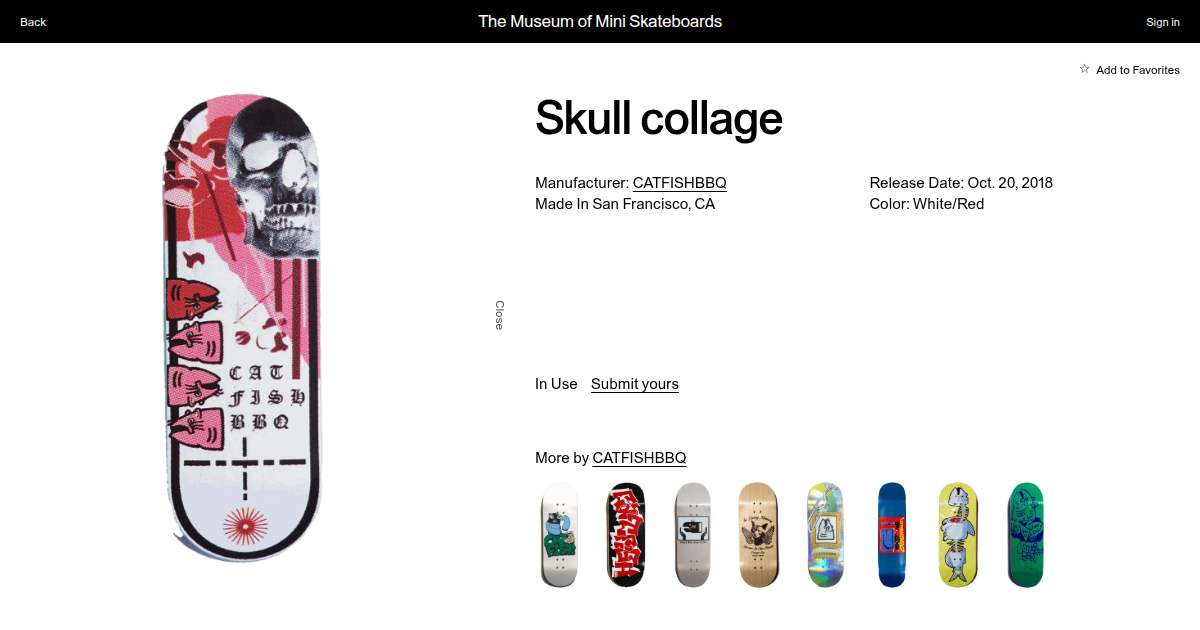 Back
The Museum of Mini Skateboards
Sign in
☆ Add to Favorites
Skull collage
Manufacturer: CATFISHBBQ
Made In San Francisco, CA
Release Date: Oct. 20, 2018
Color: White/Red
Close
CAT
FISH
BBQ
In Use Submit yours
More by CATFISHBBQ